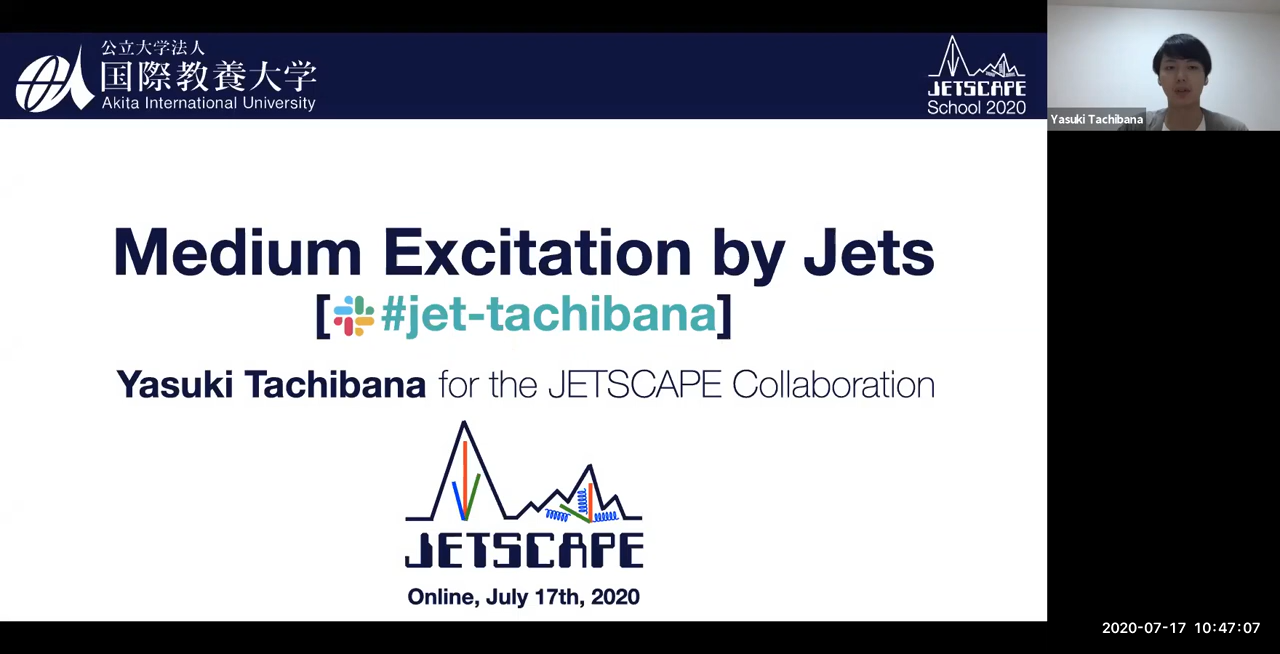 公立大学法人
国際教養大学
Akita International University
JETSCAPE
School 2020
Yasuki Tachibana
Medium Excitation by Jets
[#jet-tachibana]
Yasuki Tachibana for the JETSCAPE Collaboration
JETSCAPE
Online, July 17th, 2020
2020-07-17 10:47:07